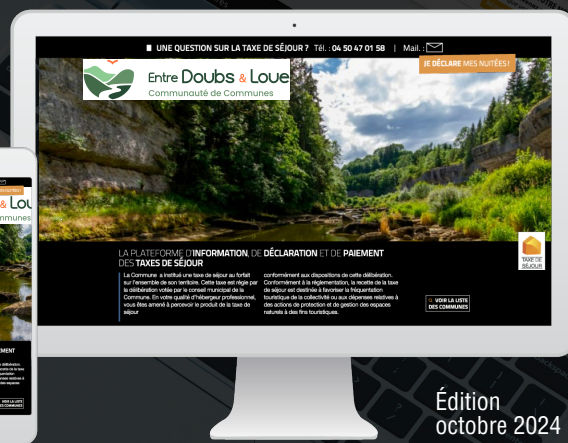 UNE QUESTION SUR LA TAXE DE SÉJOUR ? Tél. : 04 50 47 01 58 | Mail. :
JE DÉCLARE MES NUITÉES !
Entre Doubs & Loue
Communauté de Communes
LA PLATEFORME D'INFORMATION, DE DÉCLARATION ET DE PAIEMENT
DES TAXES DE SÉJOUR
La Commune a institué une taxe de séjour au forfait
sur l'ensemble de son territoire. Cette taxe est régie par
la délibération votée par le conseil municipal de la
Commune. En votre qualité d'hébergeur professionnel,
vous êtes amené à percevoir le produit de la taxe de
séjour
conformément aux dispositions de cette délibération.
Conformément à la réglementation, la recette de la taxe
de séjour est destinée à favoriser la fréquentation
touristique de la collectivité ou aux dépenses relatives à
des actions de protection et de gestion des espaces
naturels à des fins touristiques.
TAXE DE
SÉJOUR
VOIR LA LISTE
DES COMMUNES
& Lou
mmunes
EMENT
VOIR LA LISTE
DES COMMUNES
Édition
octobre 2024